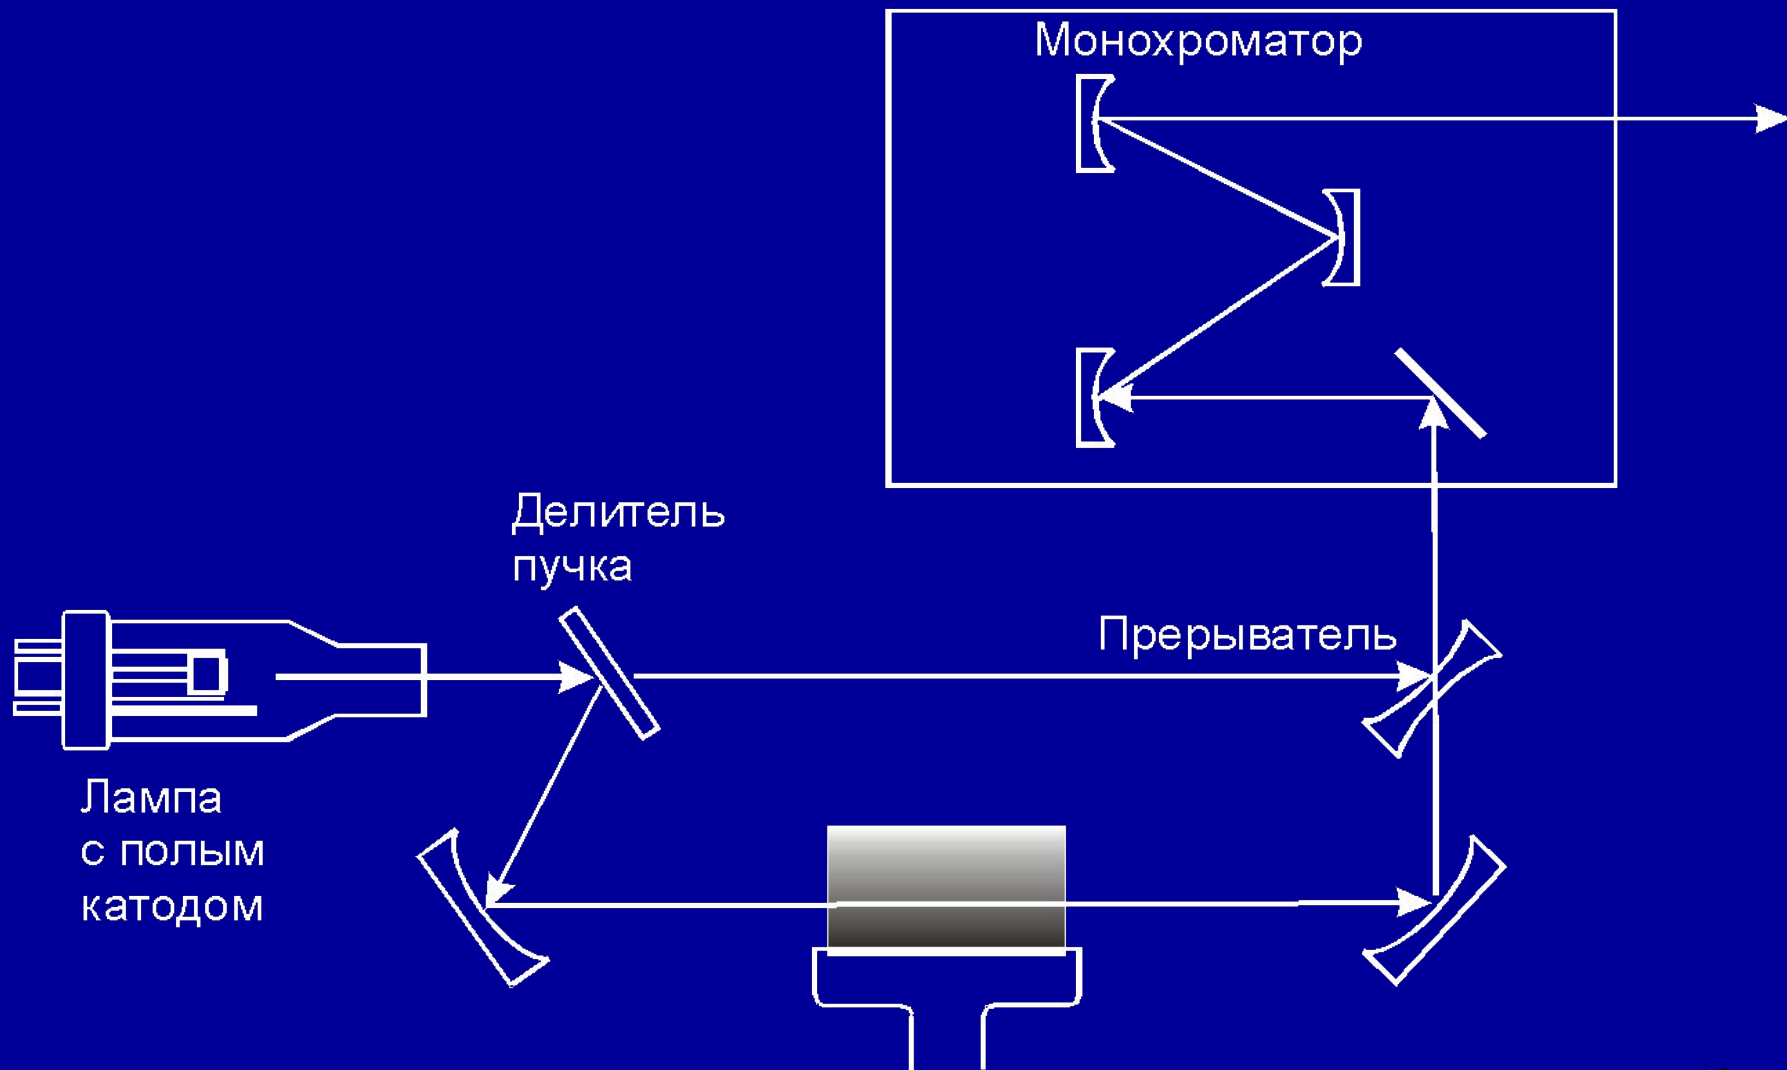 Монохроматор
Делитель
пучка
Прерыватель
Лампа
с полым
катодом